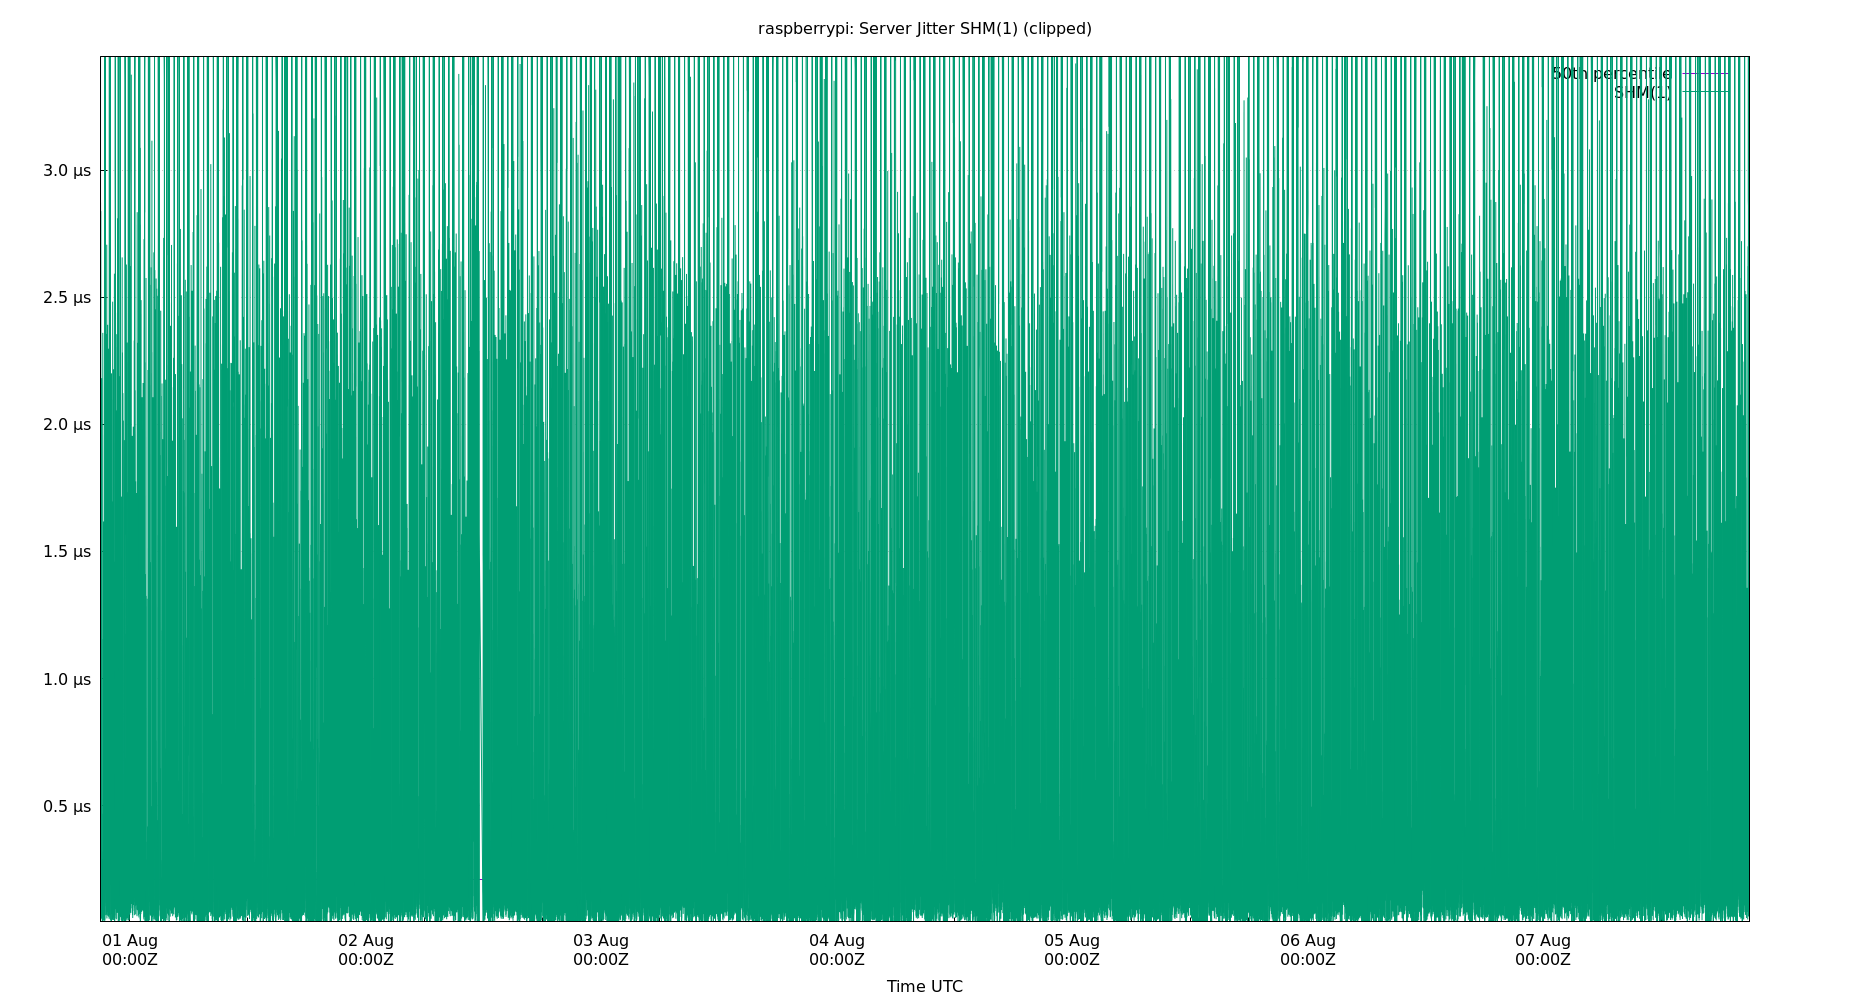 raspberrypi: Server Jitter SHM(1) (clipped)
50th percentile
SHM(1)
3.0 µs
2.5 µs
2.0 µs
1.5 µs
1.0 µs
0.5 µs
01 Aug 02 Aug 03 Aug 04 Aug 05 Aug 06 Aug 07 Aug
00:00Z 00:00Z 00:00Z 00:00Z 00:00Z 00:00Z 00:00Z
Time UTC